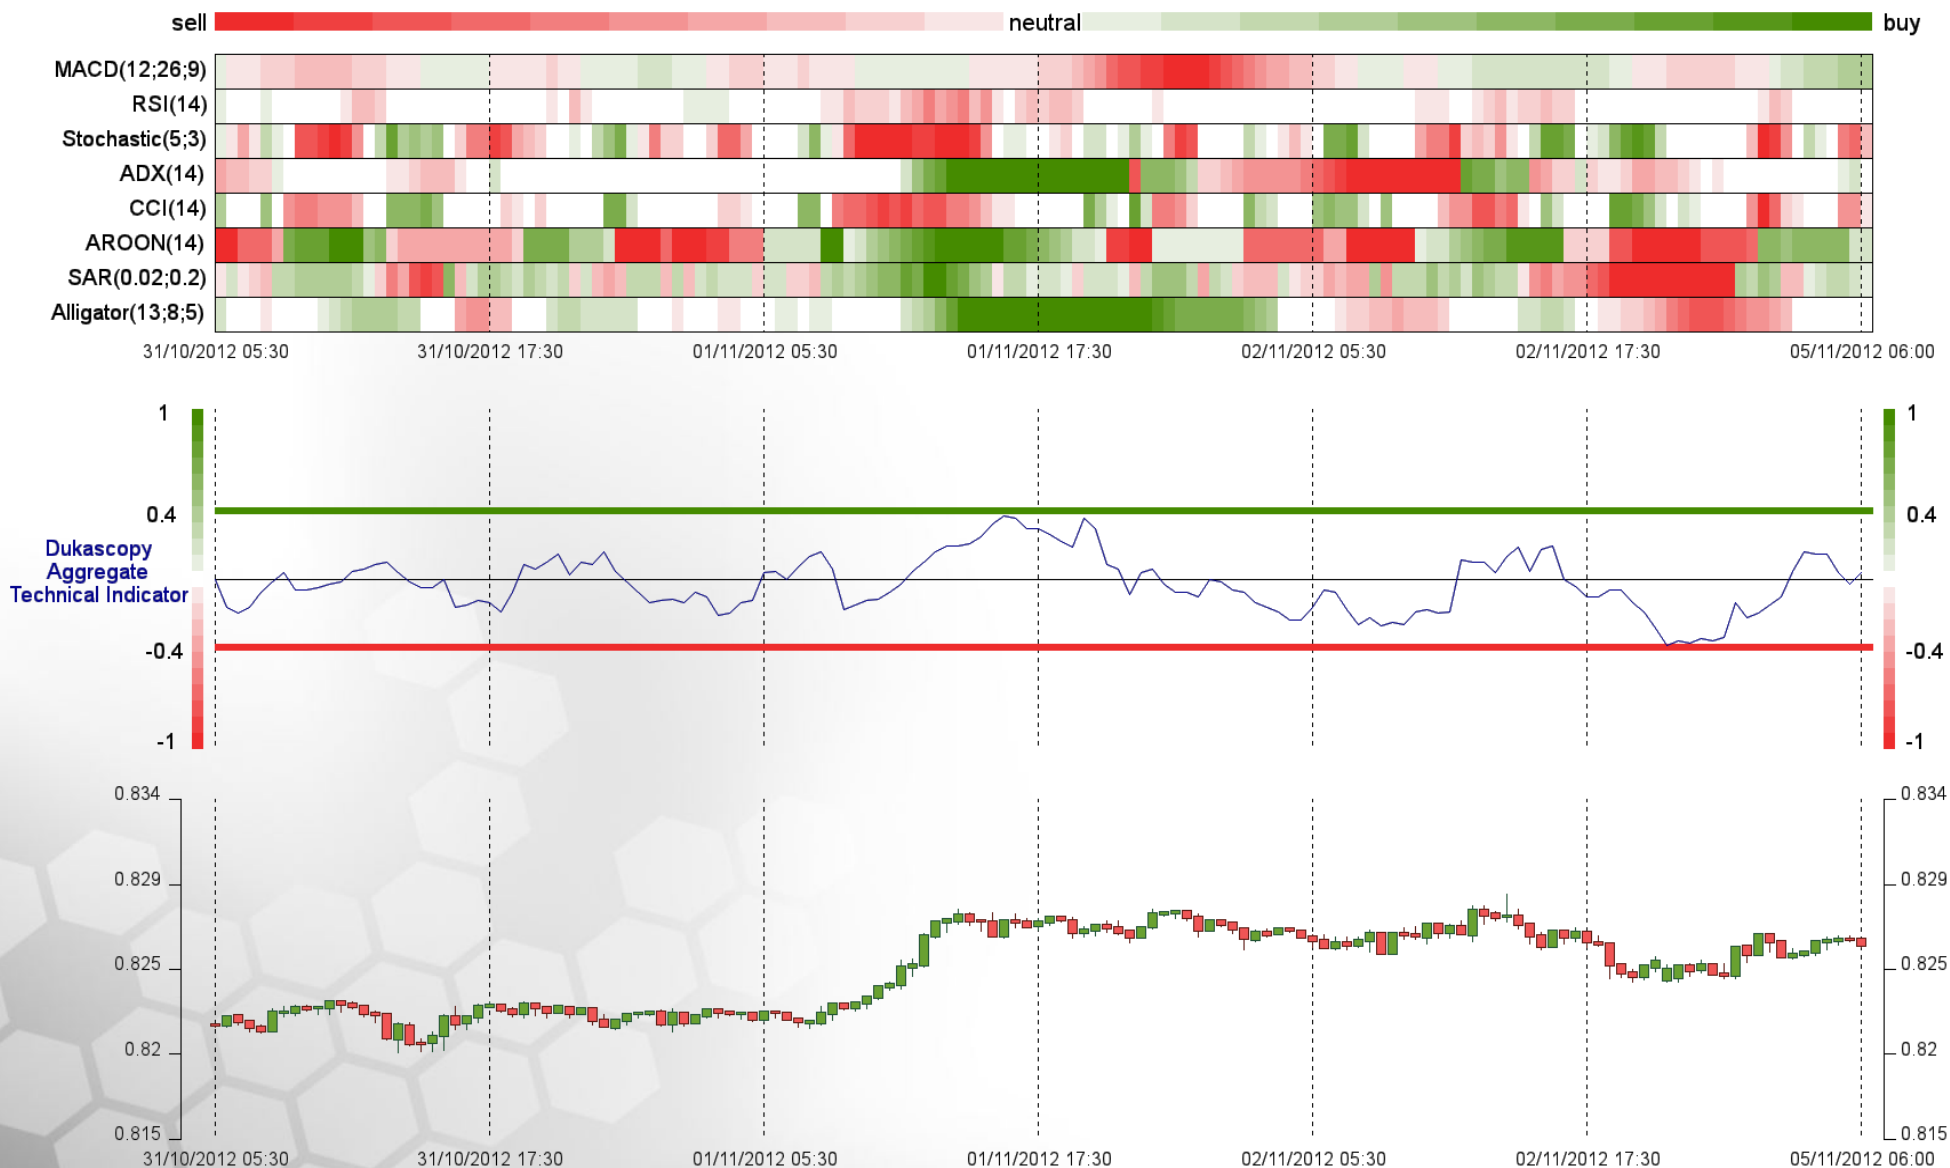 sell neutral buy
MACD(12;26;9)
RSI(14)
Stochastic(5;3)
ADX(14)
CCI(14)
AROON(14)
SAR(0.02;0.2)
Alligator(13;8;5)
31/10/2012 05:30 31/10/2012 17:30 01/11/2012 05:30 01/11/2012 17:30 02/11/2012 05:30 02/11/2012 17:30 05/11/2012 06:00
1 1
0.4 0.4
Dukascopy
Aggregate
Technical Indicator
-0.4 -0.4
-1 -1
0.834 0.834
0.829 0.829
0.825 0.825
0.82 0.82
0.815 0.815
31/10/2012 05:30 31/10/2012 17:30 01/11/2012 05:30 01/11/2012 17:30 02/11/2012 05:30 02/11/2012 17:30 05/11/2012 06:00